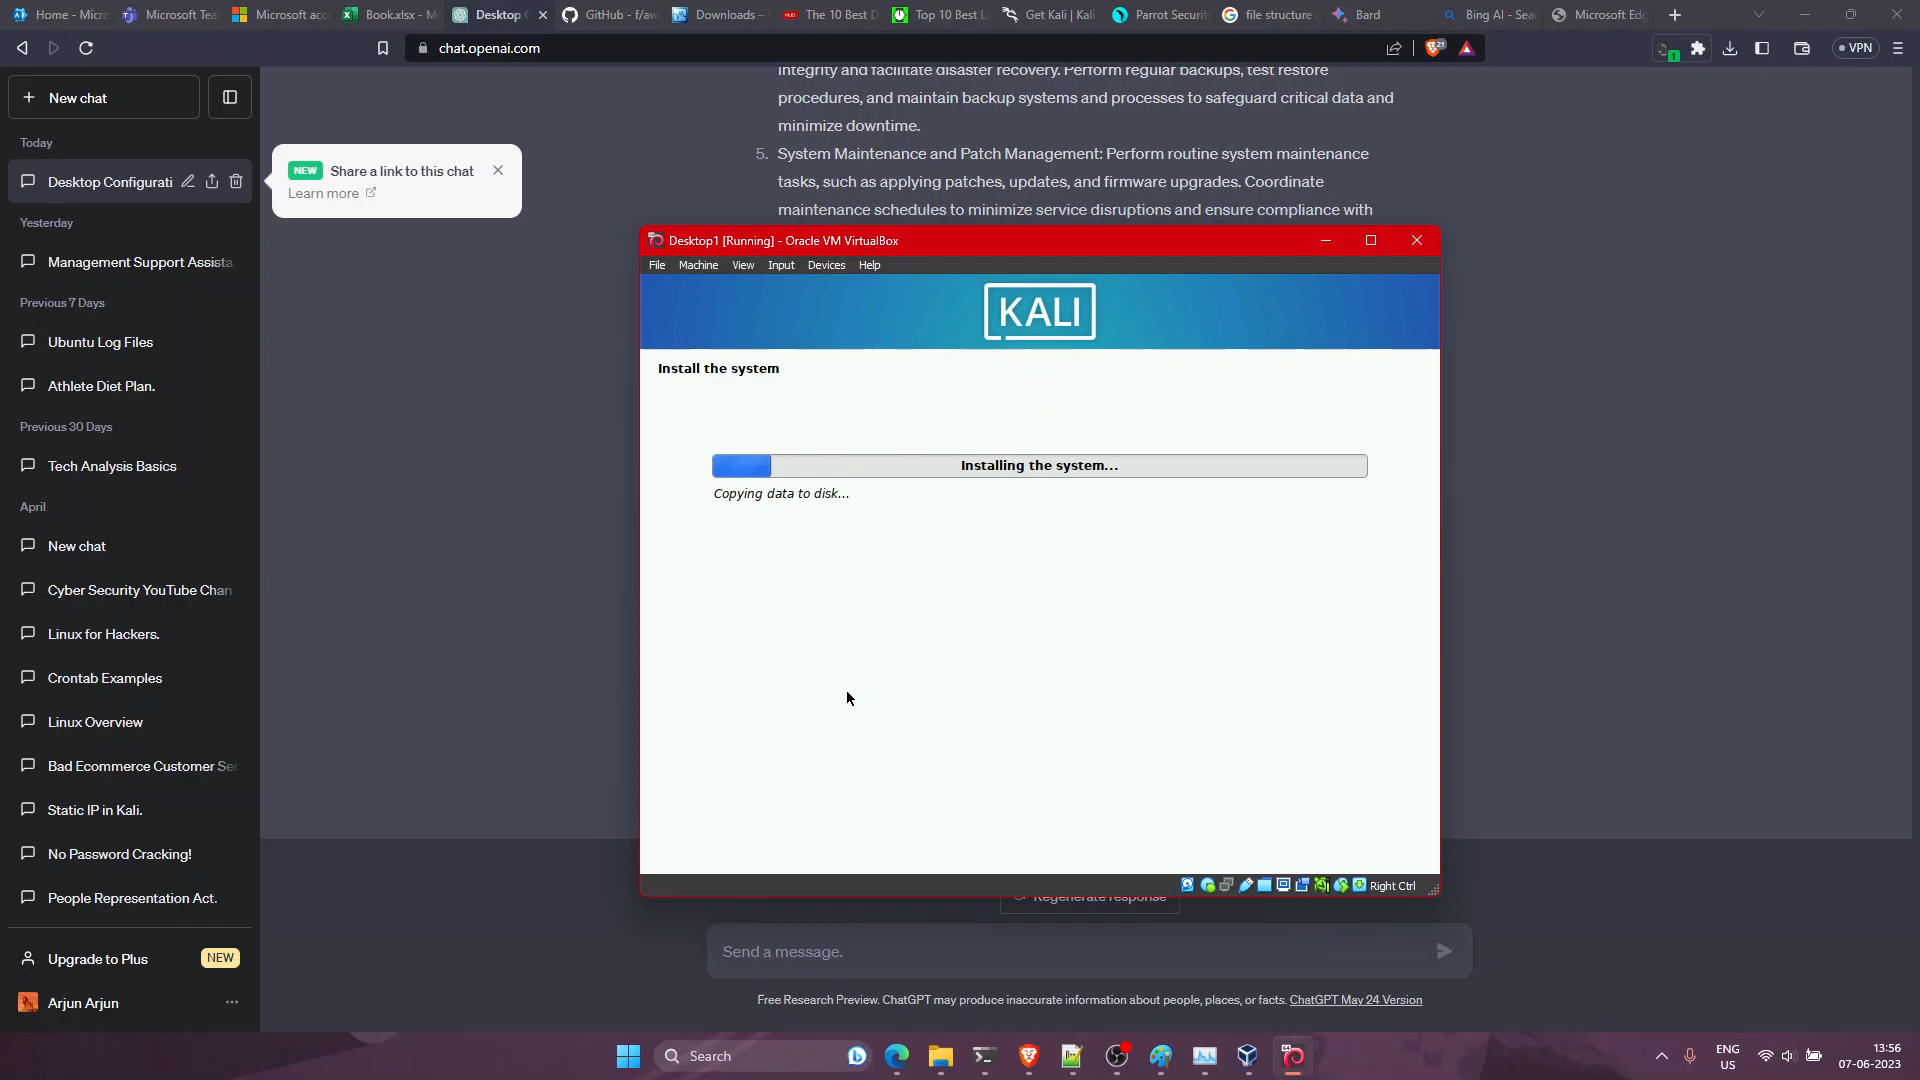 Home - Micro
Microsoft Tea
Microsoft acc
Book.xlsx - M
Desktop C
GitHub - f/aw
Downloads –
The 10 Best D
Top 10 Best Li
Get Kali | Kali
Parrot Security
file structure o
Bard
Bing AI - Sear
Microsoft Edg
chat.openai.com
21
1
VPN
New chat
Today
Desktop Configurati
Yesterday
Management Support Assista
Previous 7 Days
Ubuntu Log Files
Athlete Diet Plan.
Previous 30 Days
Tech Analysis Basics
April
New chat
Cyber Security YouTube Chan
Linux for Hackers.
Crontab Examples
Linux Overview
Bad Ecommerce Customer Ser
Static IP in Kali.
No Password Cracking!
People Representation Act.
Upgrade to Plus
NEW
Arjun Arjun
NEW Share a link to this chat
Learn more
integrity and facilitate disaster recovery. Perform regular backups, test restore
procedures, and maintain backup systems and processes to safeguard critical data and
minimize downtime.
5. System Maintenance and Patch Management: Perform routine system maintenance
tasks, such as applying patches, updates, and firmware upgrades. Coordinate
maintenance schedules to minimize service disruptions and ensure compliance with
Desktop1 [Running] - Oracle VM VirtualBox
File Machine View Input Devices Help
KALI
Install the system
Installing the system...
Copying data to disk...
Right Ctrl
Regenerate response
Send a message.
Free Research Preview. ChatGPT may produce inaccurate information about people, places, or facts. ChatGPT May 24 Version
Search
ENG
US
13:56
07-06-2023